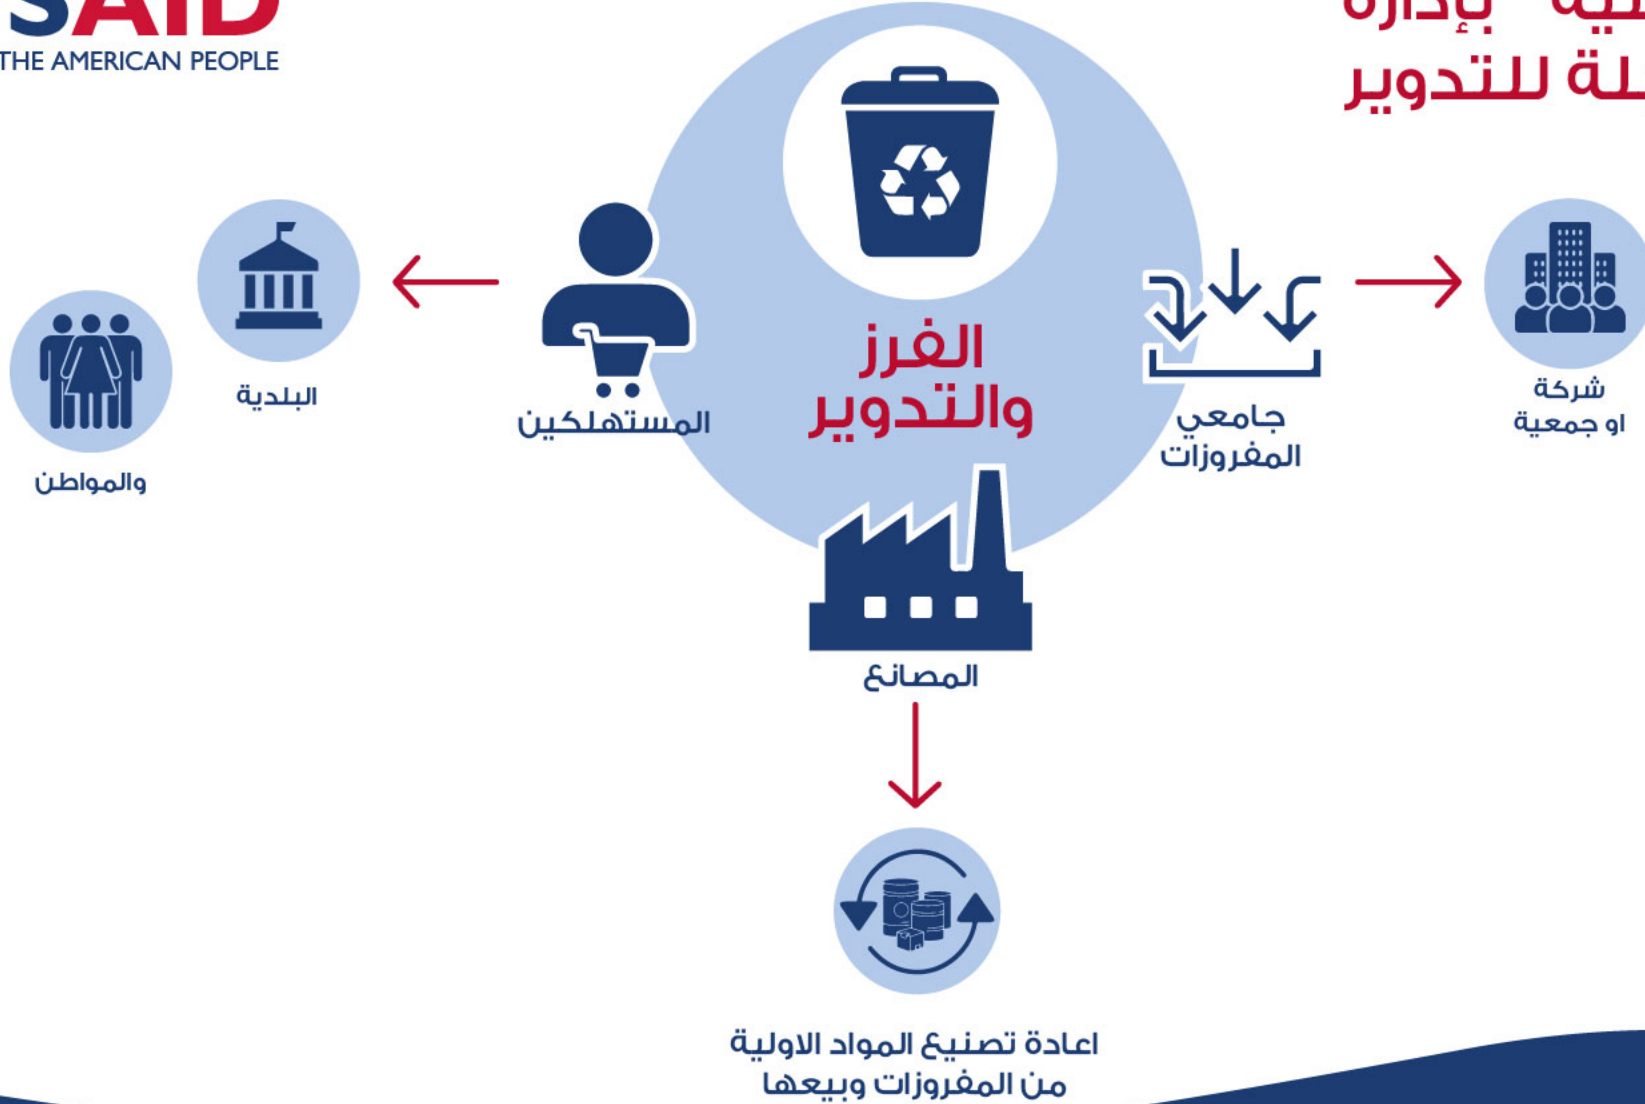 SAID
THE AMERICAN PEOPLE
بإدارة
للتدوير
الفرز
والتدوير
شركة
او جمعية
جامعي
المفروزات
المستهلكين
البلدية
والمواطن
المصانع
اعادة تصنيع المواد الاولية
من المفروزات وبيعها